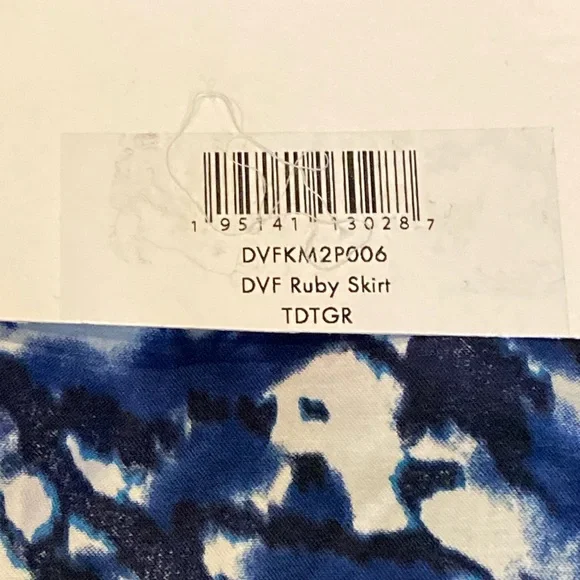 1 95141 13028 7
DVFKM2P006
DVF Ruby Skirt
TDTGR